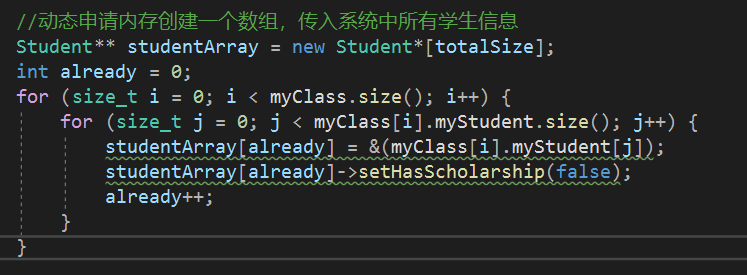 //动态申请内存创建一个数组，传入系统中所有学生信息
Student** studentArray = new Student*[totalSize];
int already = 0;
for (size_t i = 0; i < myClass.size(); i++) {
    for (size_t j = 0; j < myClass[i].myStudent.size(); j++) {
        studentArray[already] = &(myClass[i].myStudent[j]);
        studentArray[already]->setHasScholarship(false);
        already++;
    }
}